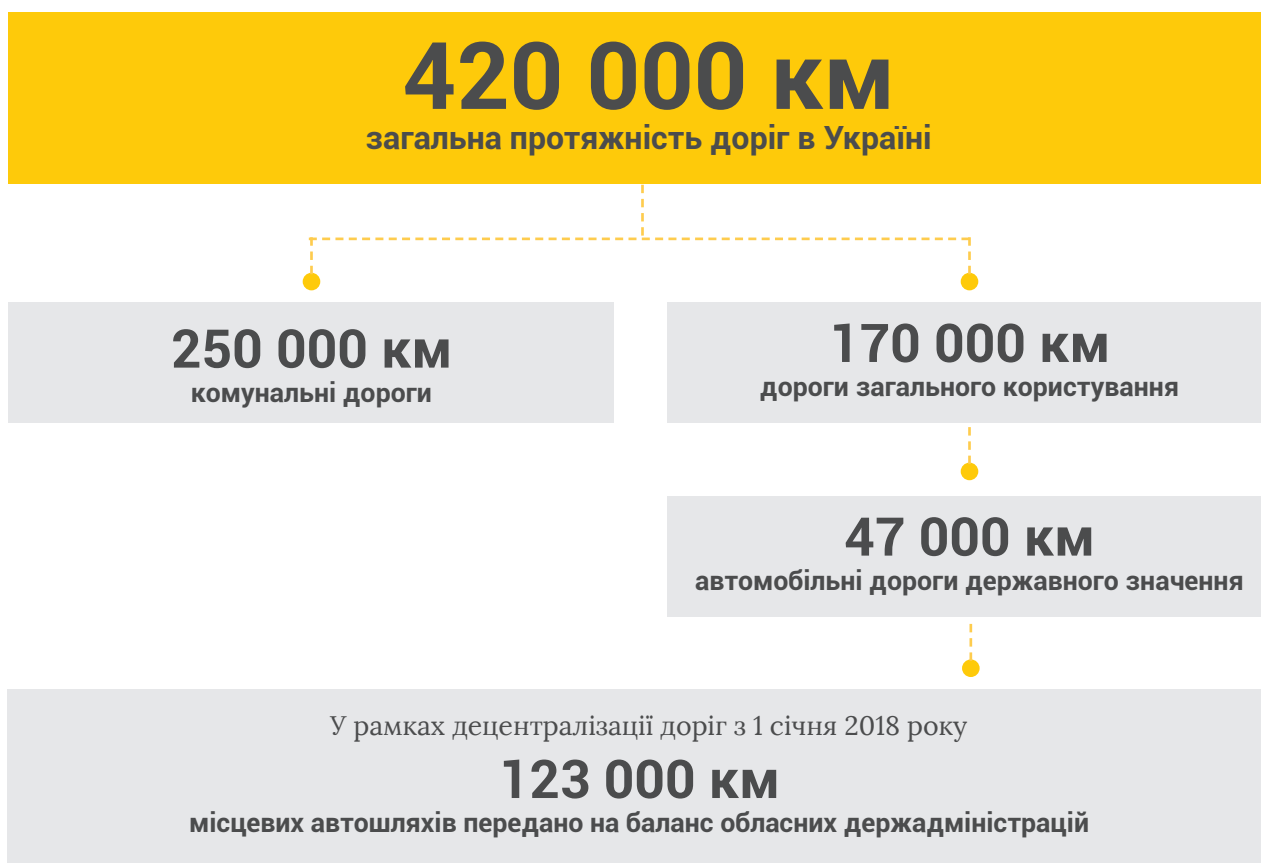 420 000 км
загальна протяжність доріг в Україні
250 000 км
комунальні дороги
170 000 км
дороги загального користування
47 000 км
автомобільні дороги державного значення
У рамках децентралізації доріг з 1 січня 2018 року
123 000 км
місцевих автошляхів передано на баланс обласних держадміністрацій